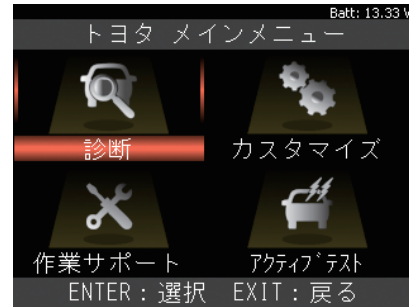 Batt: 13.33 V
トヨタ メインメニュー
診断
カスタマイズ
作業サポート
ｱｸﾃｨﾌﾞﾃｽﾄ
ENTER：選択 EXIT：戻る